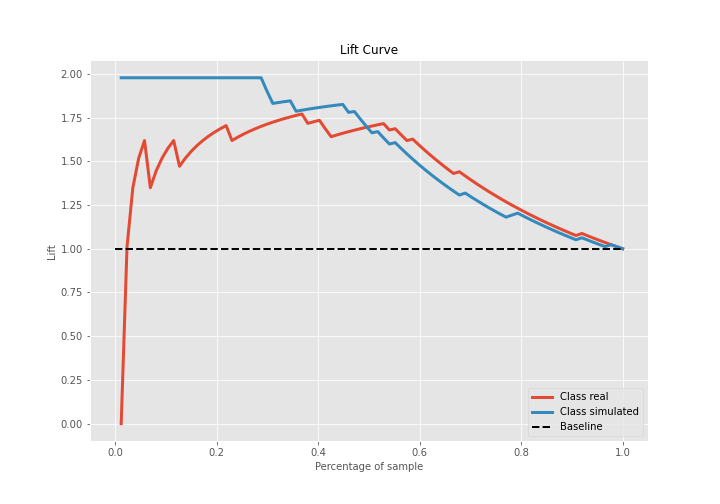 Lift Curve
2.00
1.75
1.50
1.25
1.00
0.75
0.50
0.25
0.00
Lift
0.0 0.2 0.4 0.6 0.8 1.0
Percentage of sample
Class real
Class simulated
Baseline